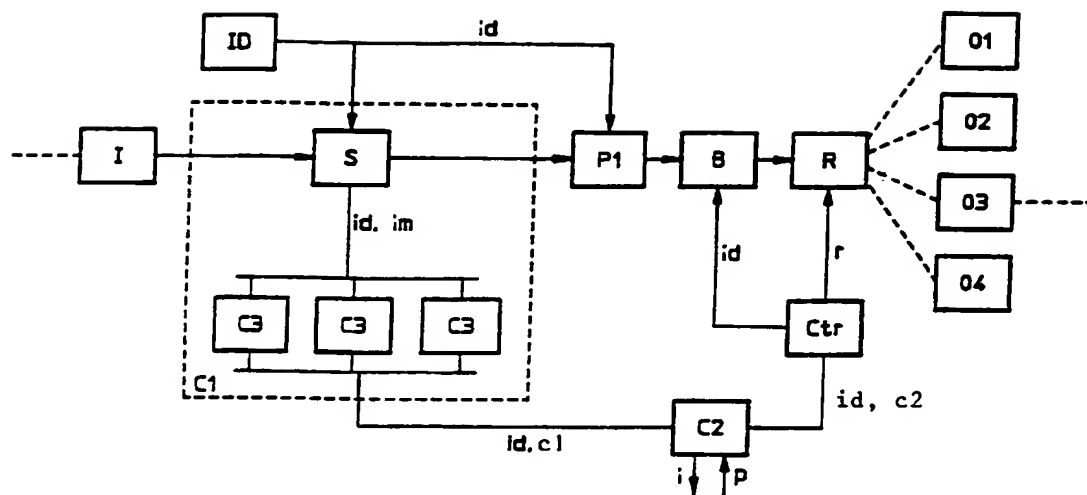 ID
id
01
02
I
S
P1
B
R
03
id, im
id
r
04
C3
C3
C3
Ctr
C1
id, c2
id, c1
C2
i
p